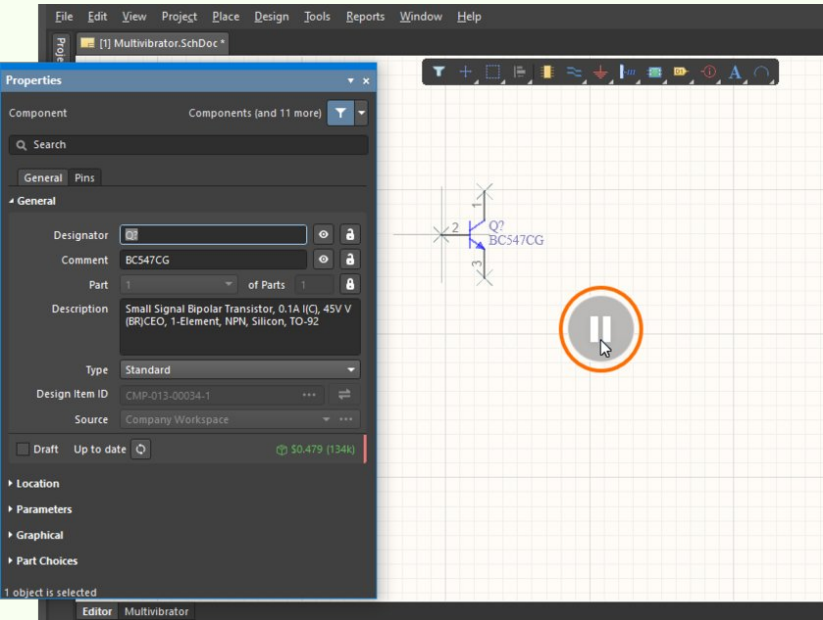 File Edit View Project Place Design Tools Reports Window Help
[1] Multivibrator.SchDoc *
Properties
Component Components (and 11 more)
Search
General Pins
General
Designator Q?
Comment BC547CG
Part 1 of Parts 1
Description Small Signal Bipolar Transistor, 0.1A I(C), 45V V
(BR)CEO, 1-Element, NPN, Silicon, TO-92
Type Standard
Design Item ID CMP-013-00034-1
Source Company Workspace
Draft Up to date $0.479 (134k)
Location
Parameters
Graphical
Part Choices
1 object is selected
Editor Multivibrator
A
1
2 Q?
BC547CG
3